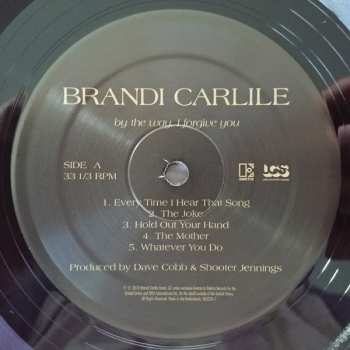 BRANDI CARLILE
by the way, I forgive you
SIDE A
33 1/3 RPM
LCS
1. Every Time I Hear That Song
2. The Joke
3. Hold Out Your Hand
4. The Mother
5. Whatever You Do
Produced by Dave Cobb & Shooter Jennings